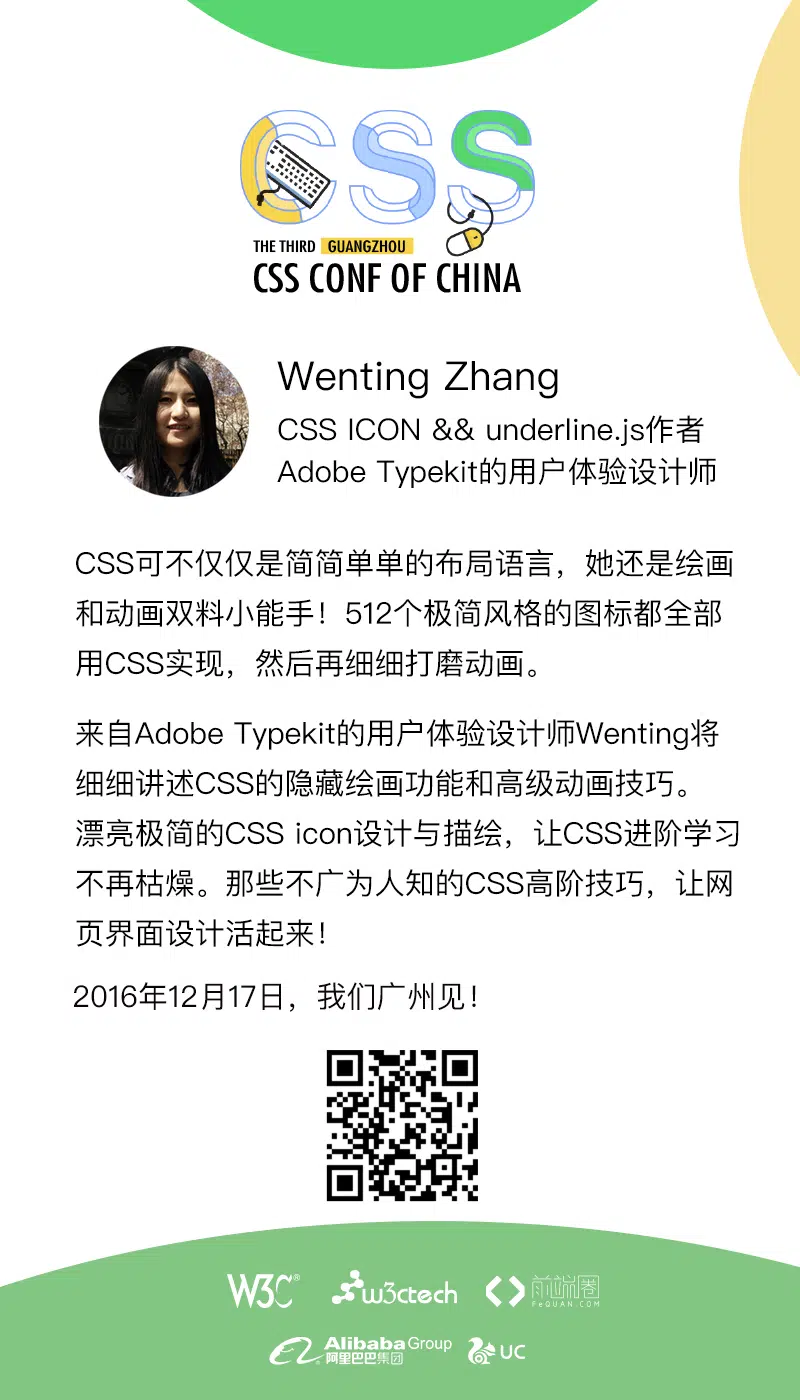 CSS
THE THIRD GUANGZHOU
CSS CONF OF CHINA
Wenting Zhang
CSS ICON && underline.js作者
Adobe Typekit的用户体验设计师
CSS可不仅仅是简简单单的布局语言，她还是绘画
和动画双料小能手！512个极简风格的图标都全部
用CSS实现，然后再细细打磨动画。
来自Adobe Typekit的用户体验设计师Wenting将
细细讲述CSS的隐藏绘画功能和高级动画技巧。
漂亮极简的CSS icon设计与描绘，让CSS进阶学习
不再枯燥。那些不广为人知的CSS高阶技巧，让网
页界面设计活起来！
2016年12月17日，我们广州见！
W3C® w3ctech 前端圈
FeQUAN.COM
Alibaba Group UC
阿里巴巴集团